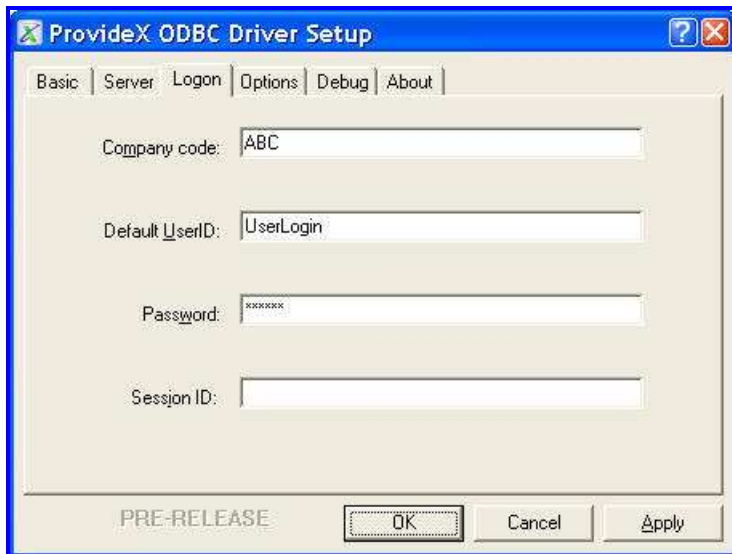 ProvideX ODBC Driver Setup
Basic Server Logon Options Debug About
Company code: ABC
Default UserID: UserLogin
Password: ******
Session ID:
PRE-RELEASE OK Cancel Apply